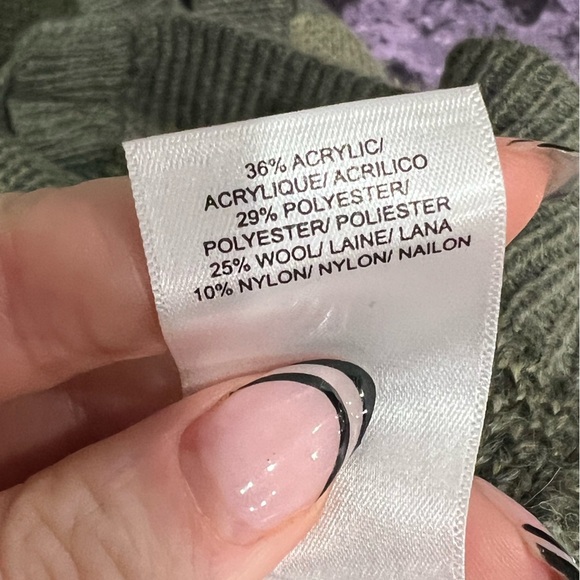 36% ACRYLIC/
ACRYLIQUE/ ACRILICO
29% POLYESTER/
POLYESTER/ POLIESTER
25% WOOL/ LAINE/ LANA
10% NYLON/ NYLON/ NAILON